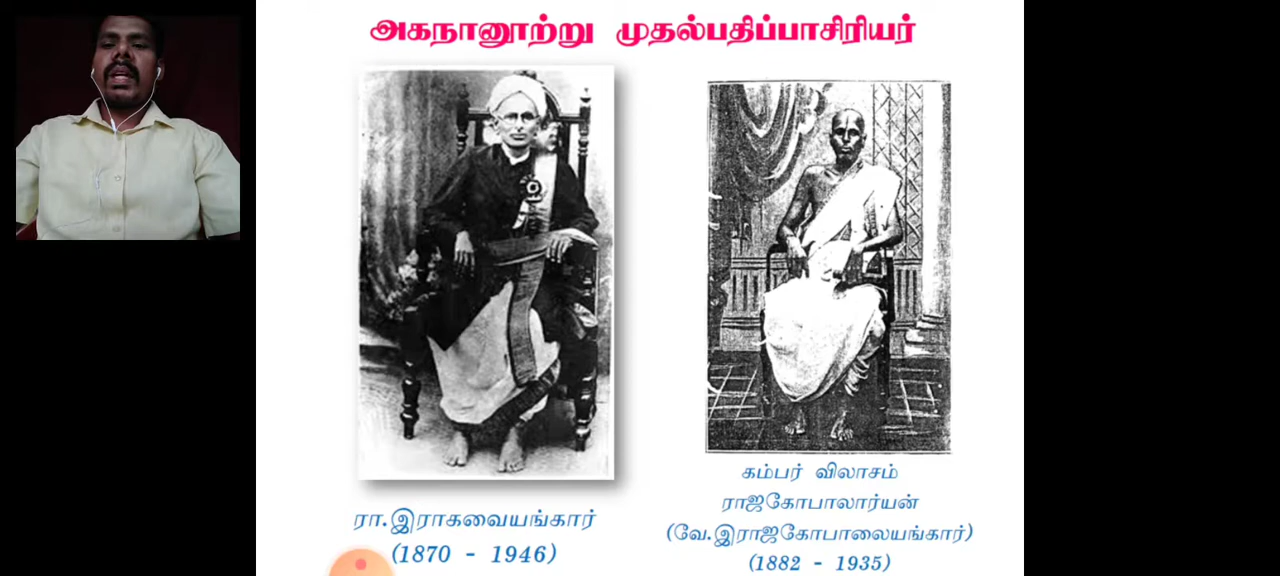 அகநானூற்று முதல்பதிப்பாசிரியர்
ரா.இராகவையங்கார்
(1870 - 1946)
கம்பர் விலாசம்
ராஜகோபாலார்யன்
(வே.இராஜகோபாலையங்கார்)
(1882 - 1935)